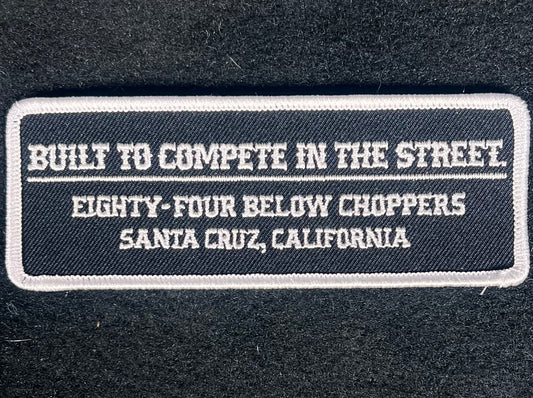 BUILT TO COMPETE IN THE STREET.
EIGHTY-FOUR BELOW CHOPPERS
SANTA CRUZ, CALIFORNIA